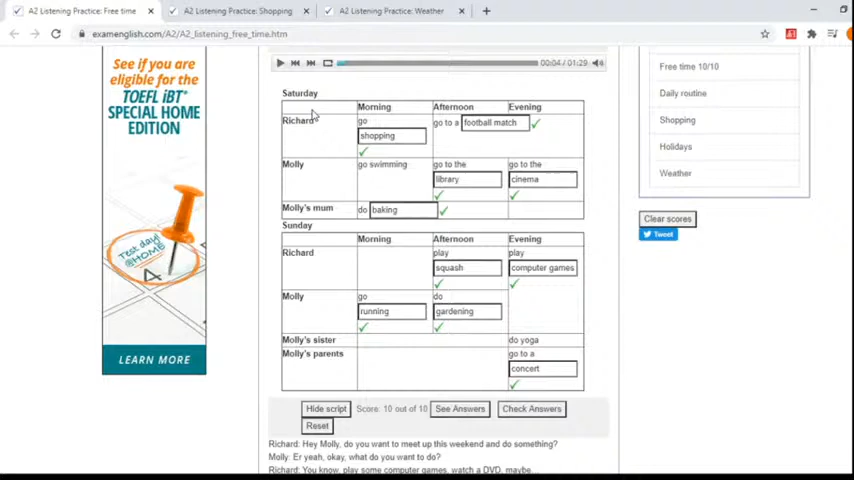 A2 Listening Practice: Free time
A2 Listening Practice: Shopping
A2 Listening Practice: Weather
examenglish.com/A2/A2_listening_free_time.htm
See if you are
eligible for the
TOEFL iBT®
SPECIAL HOME
EDITION
Test day!
@HOME
4
LEARN MORE
00:04 / 01:29
Saturday
Morning Afternoon Evening
Richard go shopping go to a football match
Molly go swimming go to the library go to the cinema
Molly's mum do baking
Sunday
Morning Afternoon Evening
Richard play squash play computer games
Molly go running do gardening
Molly's sister do yoga
Molly's parents go to a concert
Hide script Score: 10 out of 10 See Answers Check Answers
Reset
Richard: Hey Molly, do you want to meet up this weekend and do something?
Molly: Er yeah, okay, what do you want to do?
Richard: You know, play some computer games, watch a DVD, maybe...
Free time 10/10
Daily routine
Shopping
Holidays
Weather
Clear scores
Tweet